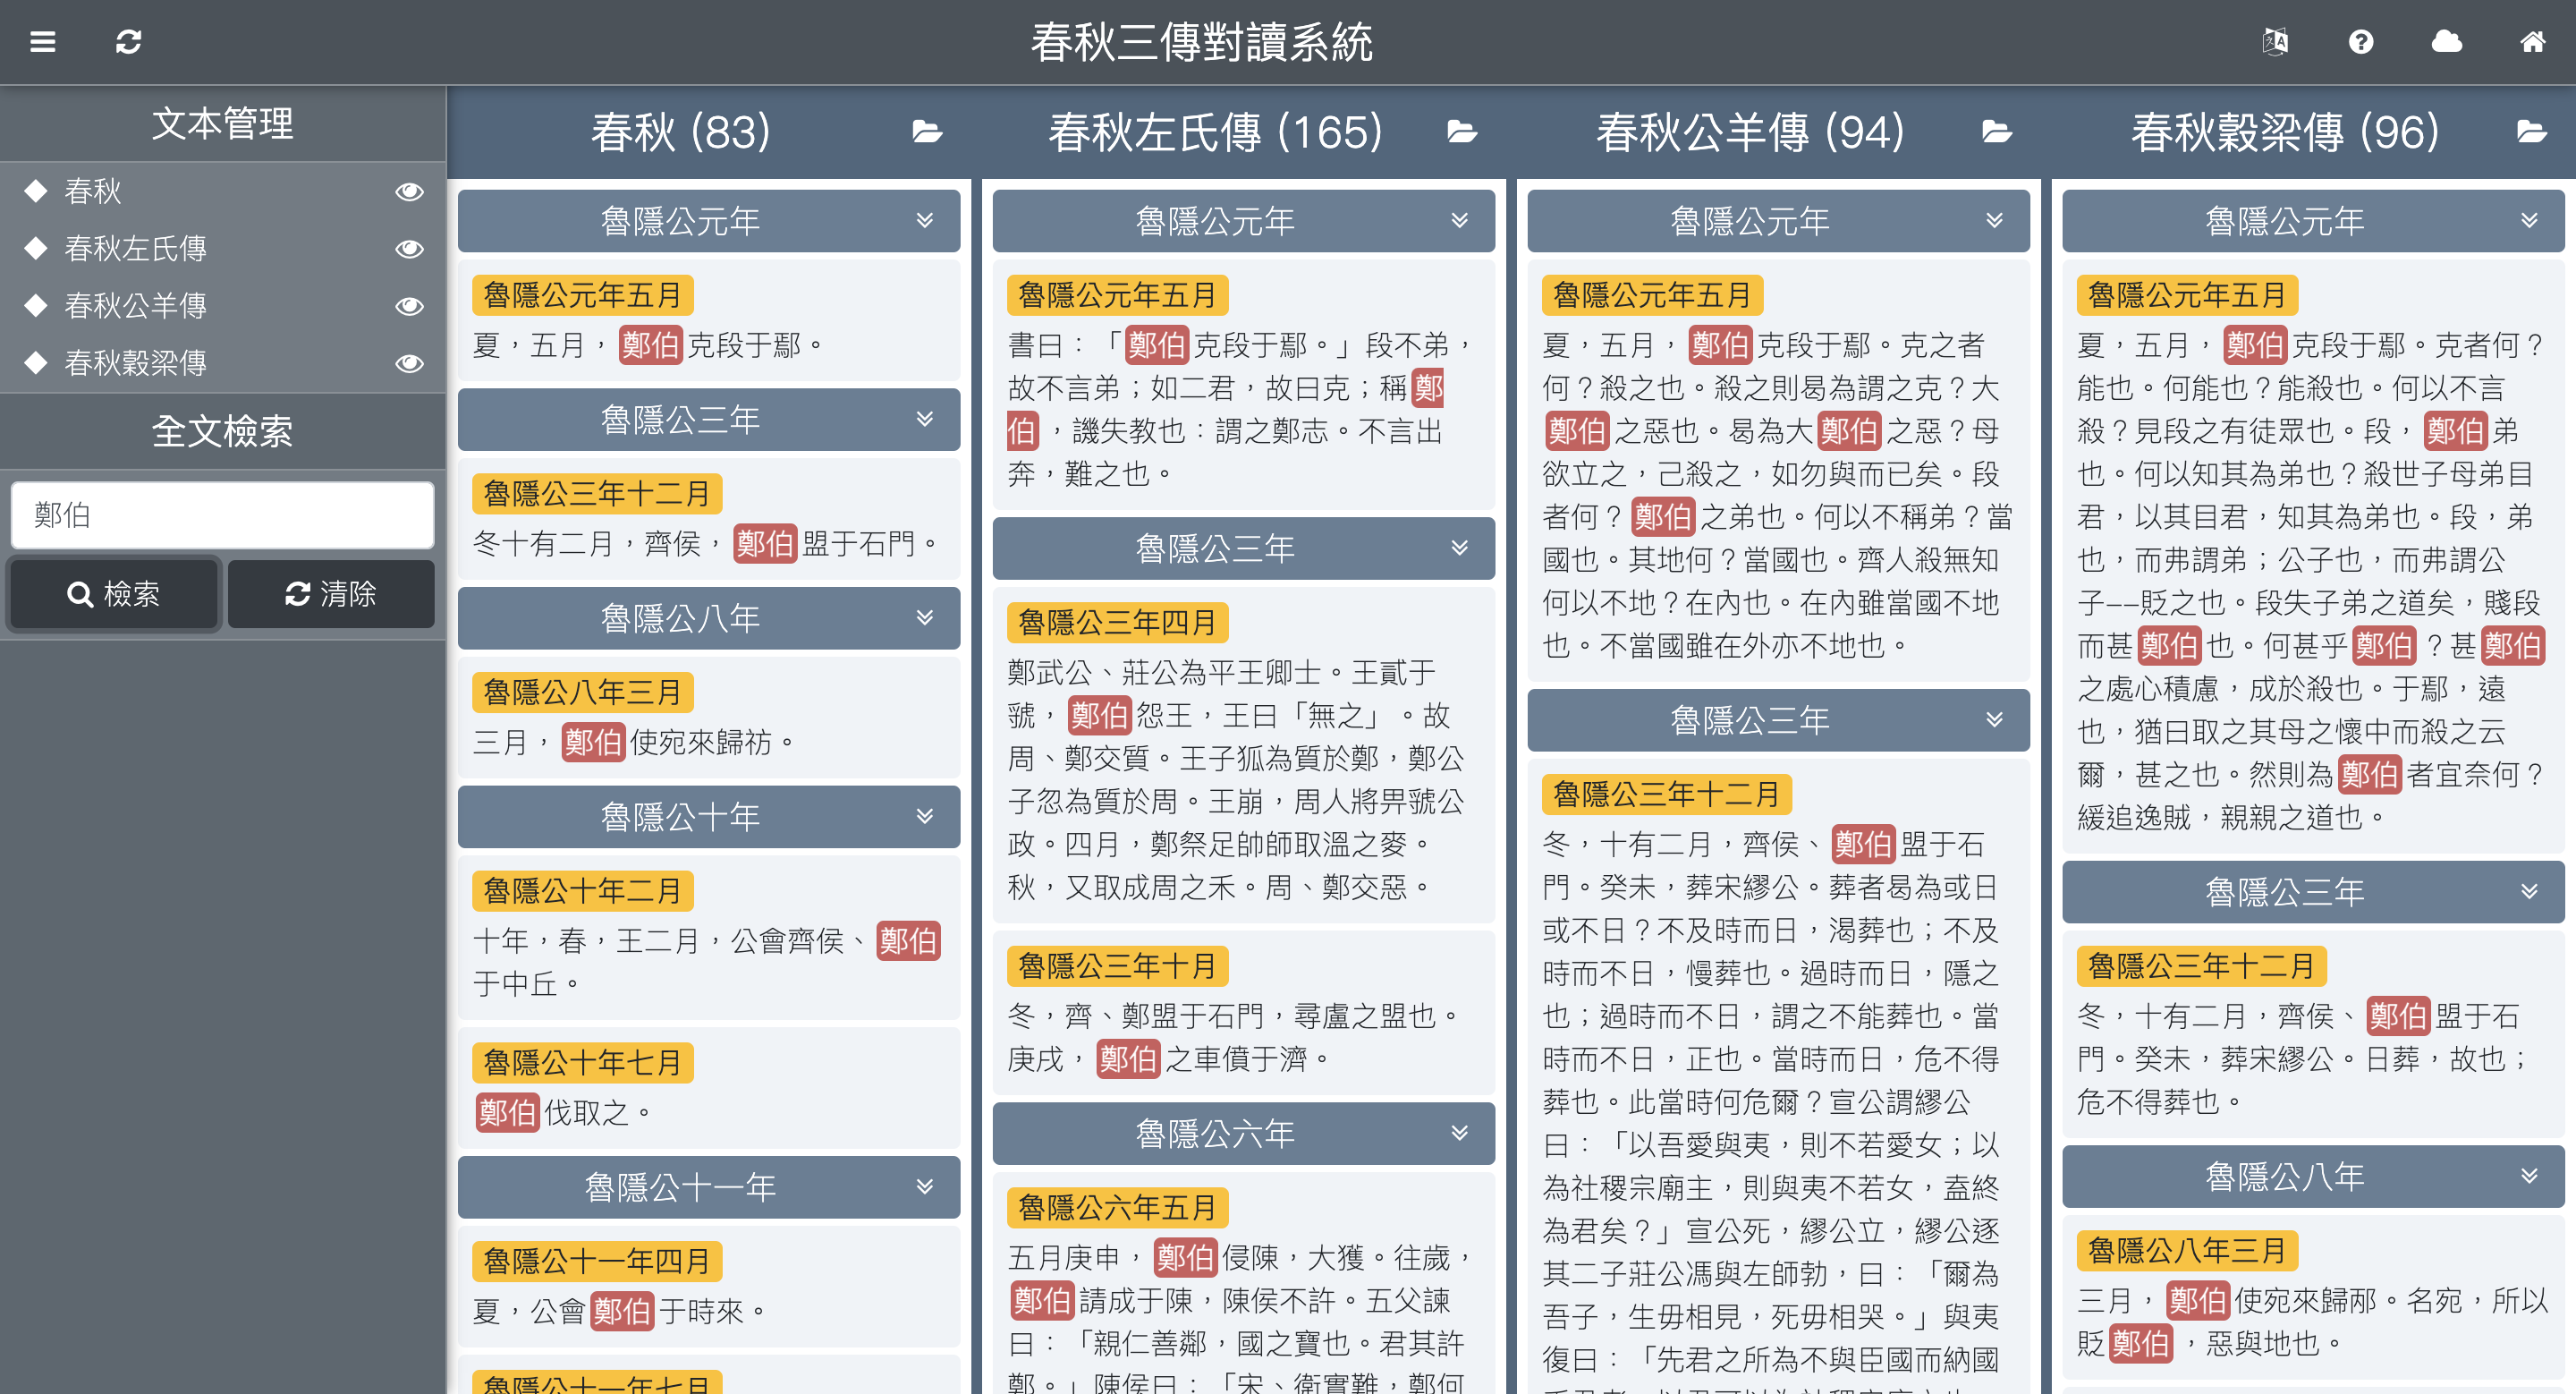 春秋三傳對讀系統
文本管理
春秋
春秋左氏傳
春秋公羊傳
春秋穀梁傳
全文檢索
鄭伯
檢索
清除
春秋 (83)
魯隱公元年
魯隱公元年五月
夏，五月，鄭伯克段于鄢。
魯隱公三年
魯隱公三年十二月
冬十有二月，齊侯，鄭伯盟于石門。
魯隱公八年
魯隱公八年三月
三月，鄭伯使宛來歸祊。
魯隱公十年
魯隱公十年二月
十年，春，王二月，公會齊侯、鄭伯
于中丘。
魯隱公十年七月
鄭伯伐取之。
魯隱公十一年
魯隱公十一年四月
夏，公會鄭伯于時來。
魯隱公十一年七月
春秋左氏傳 (165)
魯隱公元年
魯隱公元年五月
書曰：「鄭伯克段于鄢。」段不弟，
故不言弟；如二君，故曰克；稱鄭
伯，譏失教也：謂之鄭志。不言出
奔，難之也。
魯隱公三年
魯隱公三年四月
鄭武公、莊公為平王卿士。王貳于
虢，鄭伯怨王，王曰「無之」。故
周、鄭交質。王子狐為質於鄭，鄭公
子忽為質於周。王崩，周人將畀虢公
政。四月，鄭祭足帥師取溫之麥。
秋，又取成周之禾。周、鄭交惡。
魯隱公三年十月
冬，齊、鄭盟于石門，尋盧之盟也。
庚戌，鄭伯之車僨于濟。
魯隱公六年
魯隱公六年五月
五月庚申，鄭伯侵陳，大獲。往歲，
鄭伯請成于陳，陳侯不許。五父諫
曰：「親仁善鄰，國之寶也。君其許
鄭。」陳侯曰：「宋、衛實難，鄭何
春秋公羊傳 (94)
魯隱公元年
魯隱公元年五月
夏，五月，鄭伯克段于鄢。克之者
何？殺之也。殺之則曷為謂之克？大
鄭伯之惡也。曷為大鄭伯之惡？母
欲立之，己殺之，如勿與而已矣。段
者何？鄭伯之弟也。何以不稱弟？當
國也。其地何？當國也。齊人殺無知
何以不地？在內也。在內雖當國不地
也。不當國雖在外亦不地也。
魯隱公三年
魯隱公三年十二月
冬，十有二月，齊侯、鄭伯盟于石
門。癸未，葬宋繆公。葬者曷為或日
或不日？不及時而日，渴葬也；不及
時而不日，慢葬也。過時而日，隱之
也；過時而不日，謂之不能葬也。當
時而不日，正也。當時而日，危不得
葬也。此當時何危爾？宣公謂繆公
曰：「以吾愛與夷，則不若愛女；以
為社稷宗廟主，則與夷不若女，盍終
為君矣？」宣公死，繆公立，繆公逐
其二子莊公馮與左師勃，曰：「爾為
吾子，生毋相見，死毋相哭。」與夷
復曰：「先君之所為不與臣國而納國
春秋穀梁傳 (96)
魯隱公元年
魯隱公元年五月
夏，五月，鄭伯克段于鄢。克者何？
能也。何能也？能殺也。何以不言
殺？見段之有徒眾也。段，鄭伯弟
也。何以知其為弟也？殺世子母弟目
君，以其目君，知其為弟也。段，弟
也，而弗謂弟；公子也，而弗謂公
子——貶之也。段失子弟之道矣，賤段
而甚鄭伯也。何甚乎鄭伯？甚鄭伯
之處心積慮，成於殺也。于鄢，遠
也，猶曰取之其母之懷中而殺之云
爾，甚之也。然則為鄭伯者宜奈何？
緩追逸賊，親親之道也。
魯隱公三年
魯隱公三年十二月
冬，十有二月，齊侯、鄭伯盟于石
門。癸未，葬宋繆公。日葬，故也；
危不得葬也。
魯隱公八年
魯隱公八年三月
三月，鄭伯使宛來歸邴。名宛，所以
貶鄭伯，惡與地也。